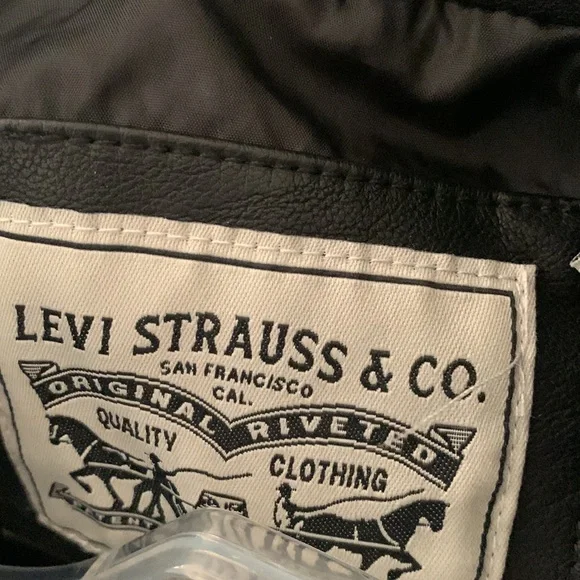 LEVI STRAUSS & CO.
SAN FRANCISCO
CAL.
ORIGINAL RIVETED
QUALITY CLOTHING